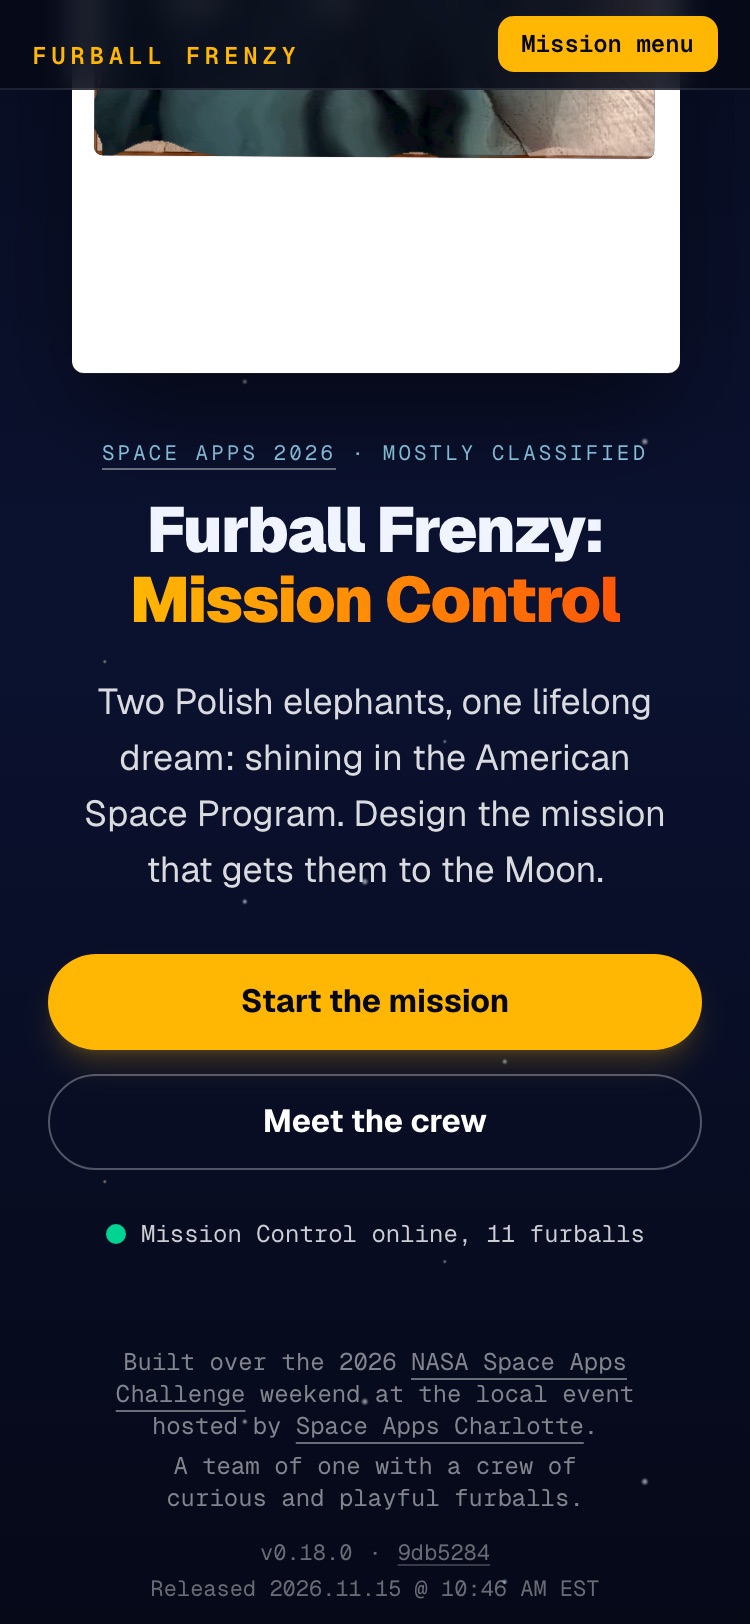 FURBALL FRENZY
Mission menu
SPACE APPS 2026 · MOSTLY CLASSIFIED
Furball Frenzy:
Mission Control
Two Polish elephants, one lifelong
dream: shining in the American
Space Program. Design the mission
that gets them to the Moon.
Start the mission
Meet the crew
Mission Control online, 11 furballs
Built over the 2026 NASA Space Apps
Challenge weekend at the local event
hosted by Space Apps Charlotte.
A team of one with a crew of
curious and playful furballs.
v0.18.0 · 9db5284
Released 2026.11.15 @ 10:46 AM EST